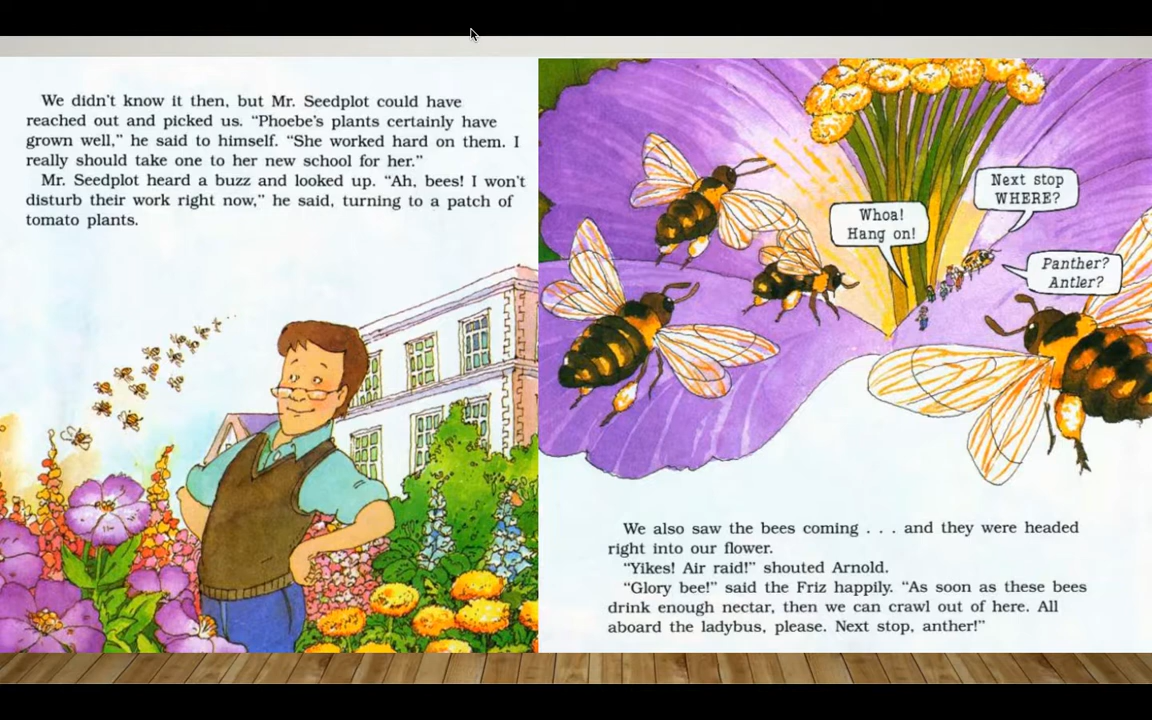 We didn't know it then, but Mr. Seedplot could have
reached out and picked us. “Phoebe's plants certainly have
grown well,” he said to himself. “She worked hard on them. I
really should take one to her new school for her.”
Mr. Seedplot heard a buzz and looked up. “Ah, bees! I won't
disturb their work right now,” he said, turning to a patch of
tomato plants.
Next stop
WHERE?
Whoa!
Hang on!
Panther?
Antler?
We also saw the bees coming . . . and they were headed
right into our flower.
“Yikes! Air raid!” shouted Arnold.
“Glory bee!” said the Friz happily. “As soon as these bees
drink enough nectar, then we can crawl out of here. All
aboard the ladybus, please. Next stop, anther!”